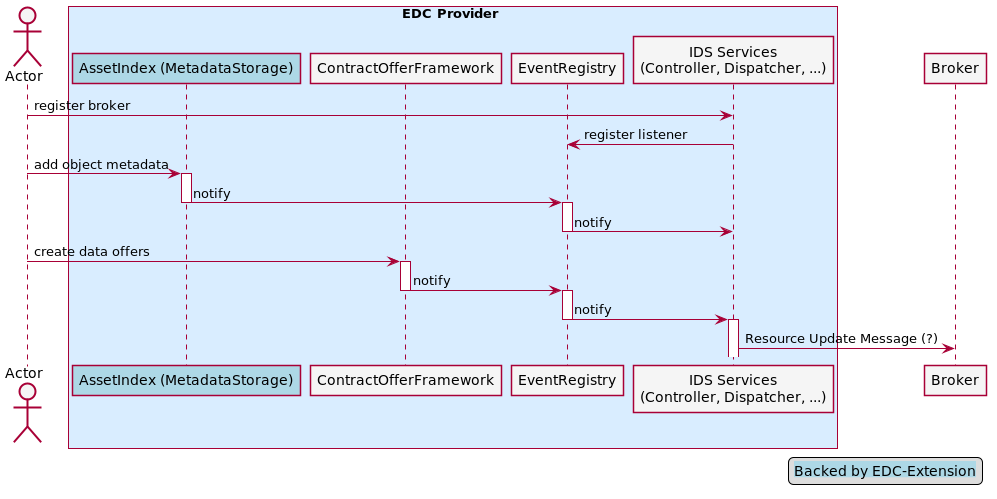 EDC Provider
Actor
AssetIndex (MetadataStorage)
ContractOfferFramework
EventRegistry
IDS Services
(Controller, Dispatcher, ...)
Broker
register broker
register listener
add object metadata
notify
notify
create data offers
notify
notify
Resource Update Message (?)
Actor
AssetIndex (MetadataStorage)
ContractOfferFramework
EventRegistry
IDS Services
(Controller, Dispatcher, ...)
Broker
Backed by EDC-Extension